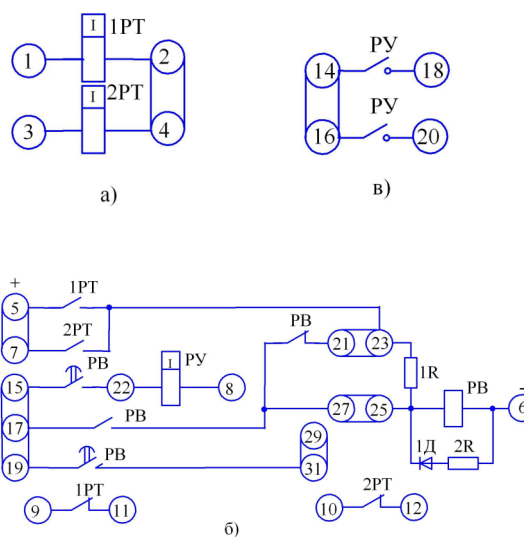 I 1РТ
1 2
I 2РТ
3 4
а)
РУ
14 18
РУ
16 20
в)
+
5 1РТ
7 2РТ
РВ 21 23
15 РВ 22 I РУ 8
1R
17 РВ 27 25 РВ 6 -
19 РВ 29
31
1Д 2R
9 1РТ 11
10 2РТ 12
б)